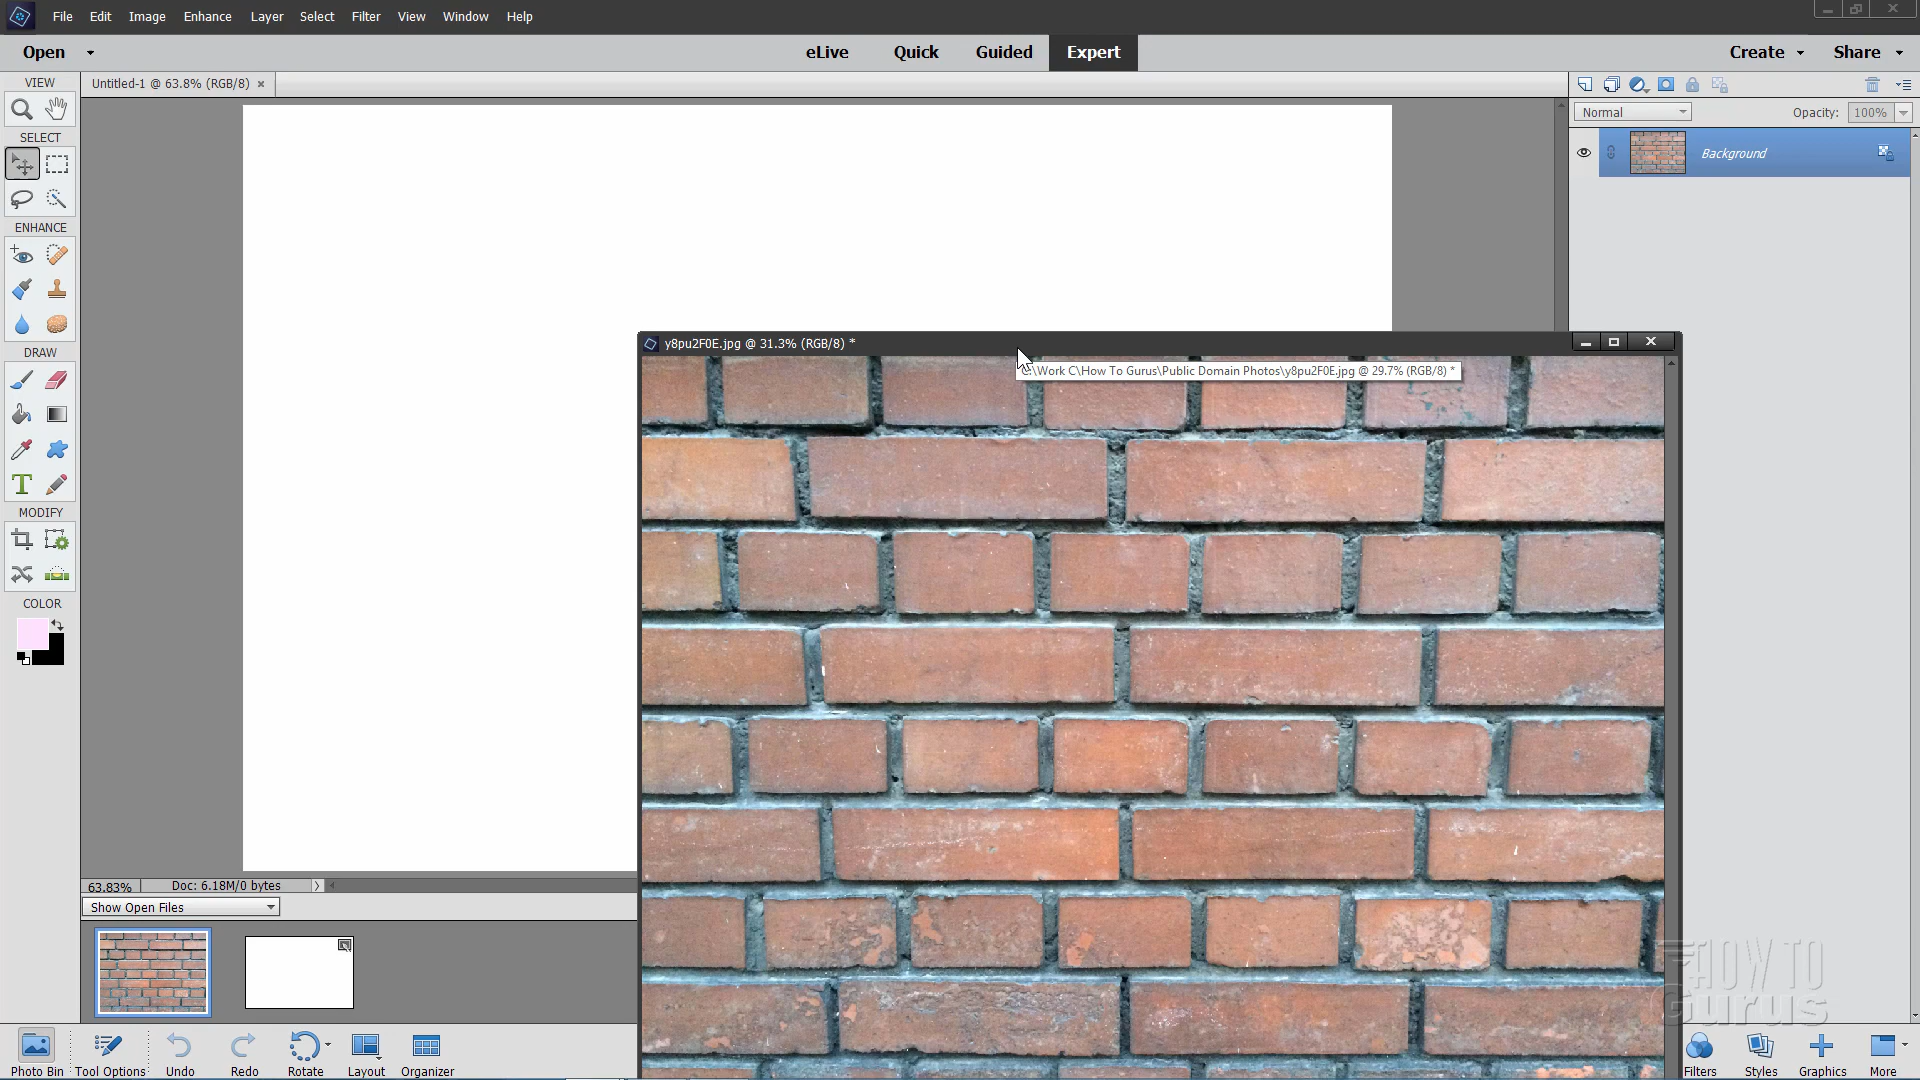 File Edit Image Enhance Layer Select Filter View Window Help
Open eLive Quick Guided Expert Create Share
VIEW
Untitled-1 @ 63.8% (RGB/8) ×
Normal Opacity: 100%
SELECT
Background
ENHANCE
y8pu2F0E.jpg @ 31.3% (RGB/8) *
:\Work C\How To Gurus\Public Domain Photos\y8pu2F0E.jpg @ 29.7% (RGB/8) *
DRAW
T
MODIFY
COLOR
63.83% Doc: 6.18M/0 bytes
Show Open Files
HOW TO
Gurus
Photo Bin Tool Options Undo Redo Rotate Layout Organizer Filters Styles Graphics More